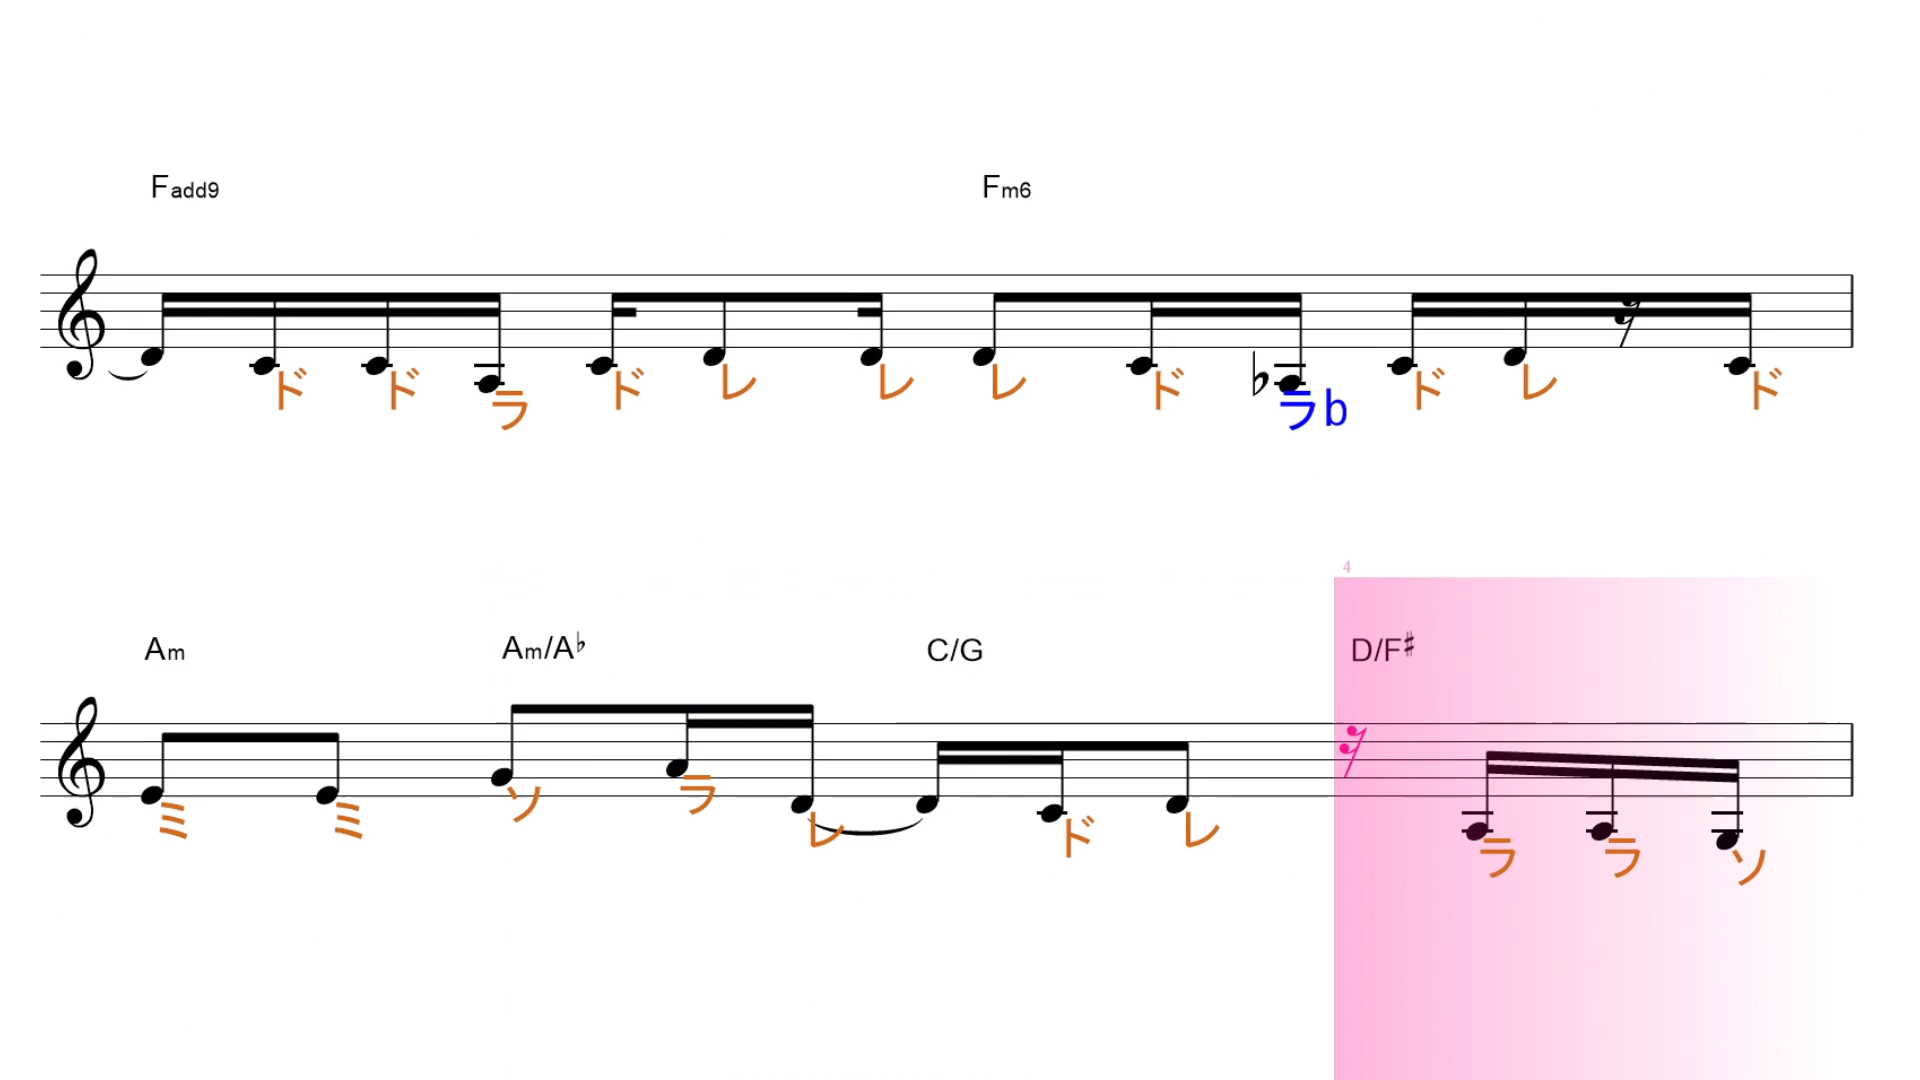 Fadd9 Fm6
ド ド ラ ド レ レ レ ド ラb ド レ ド
4
Am Am/A♭ C/G D/F♯
ミ ミ ソ ラ レ ド レ ラ ラ ソ